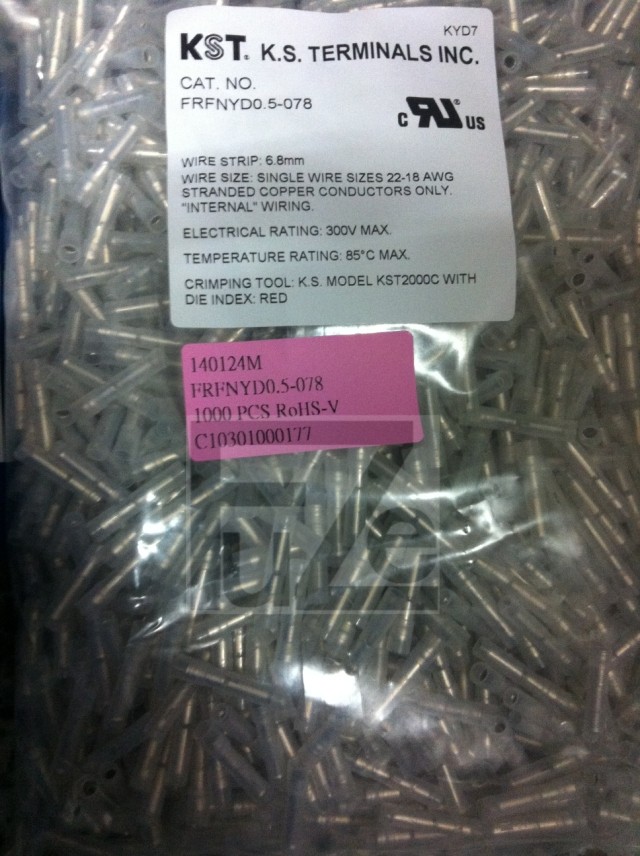 KYD7
KST. K.S. TERMINALS INC.
CAT. NO.
FRFNYD0.5-078
C RU ® US
WIRE STRIP: 6.8mm
WIRE SIZE: SINGLE WIRE SIZES 22-18 AWG
STRANDED COPPER CONDUCTORS ONLY.
"INTERNAL" WIRING.
ELECTRICAL RATING: 300V MAX.
TEMPERATURE RATING: 85°C MAX.
CRIMPING TOOL: K.S. MODEL KST2000C WITH
DIE INDEX: RED
140124M
FRFNYD0.5-078
1000 PCS RoHS-V
C10301000177